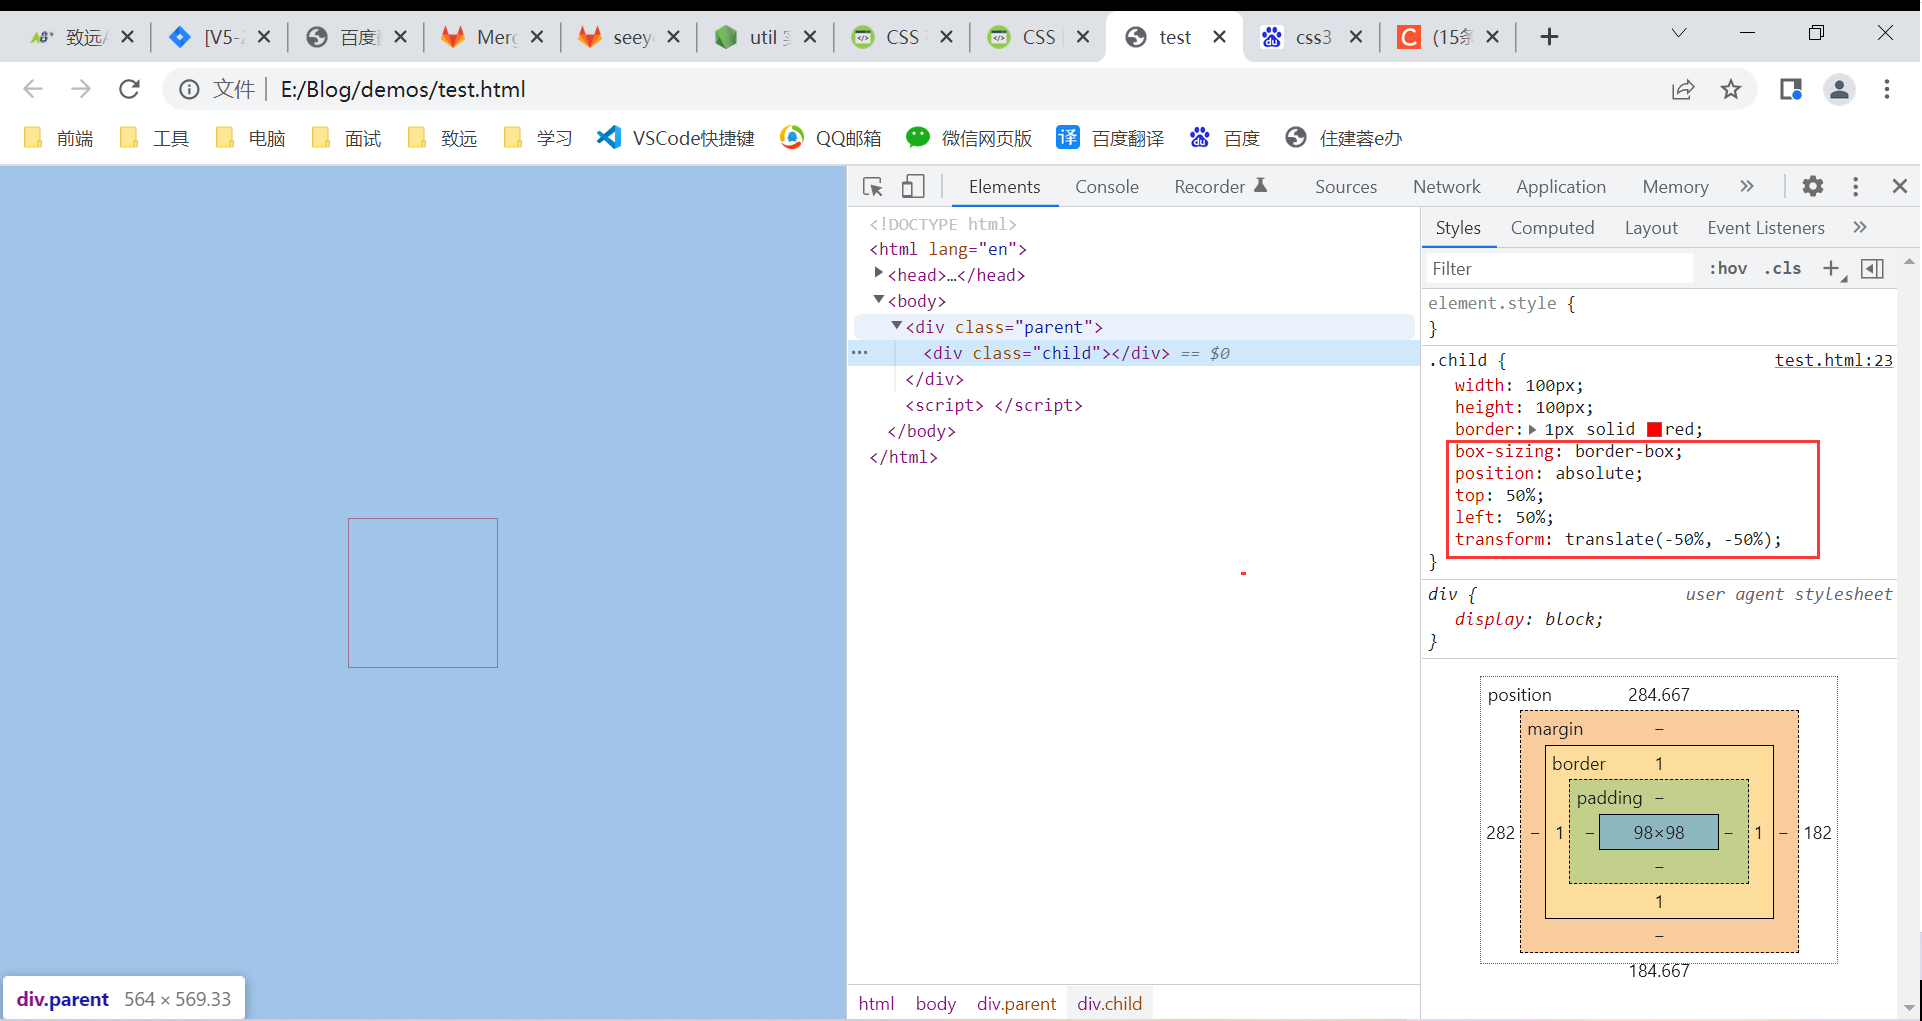 致远A
[V5-
百度
Merg
seeyo
util
CSS
CSS
test
css3
(15条
文件 E:/Blog/demos/test.html
前端 工具 电脑 面试 致远 学习 VSCode快捷键 QQ邮箱 微信网页版 译 百度翻译 百度 住建蓉e办
Elements Console Recorder Sources Network Application Memory »
<!DOCTYPE html>
<html lang="en">
<head>…</head>
<body>
<div class="parent">
<div class="child"></div> == $0
</div>
<script> </script>
</body>
</html>
html body div.parent div.child
Styles Computed Layout Event Listeners »
Filter :hov .cls +
element.style {
}
.child { test.html:23
width: 100px;
height: 100px;
border: 1px solid red;
box-sizing: border-box;
position: absolute;
top: 50%;
left: 50%;
transform: translate(-50%, -50%);
}
div { user agent stylesheet
display: block;
}
position 284.667
margin –
border 1
padding –
282 – 1 – 98×98 – 1 – 182
–
1
–
184.667
div.parent 564 × 569.33